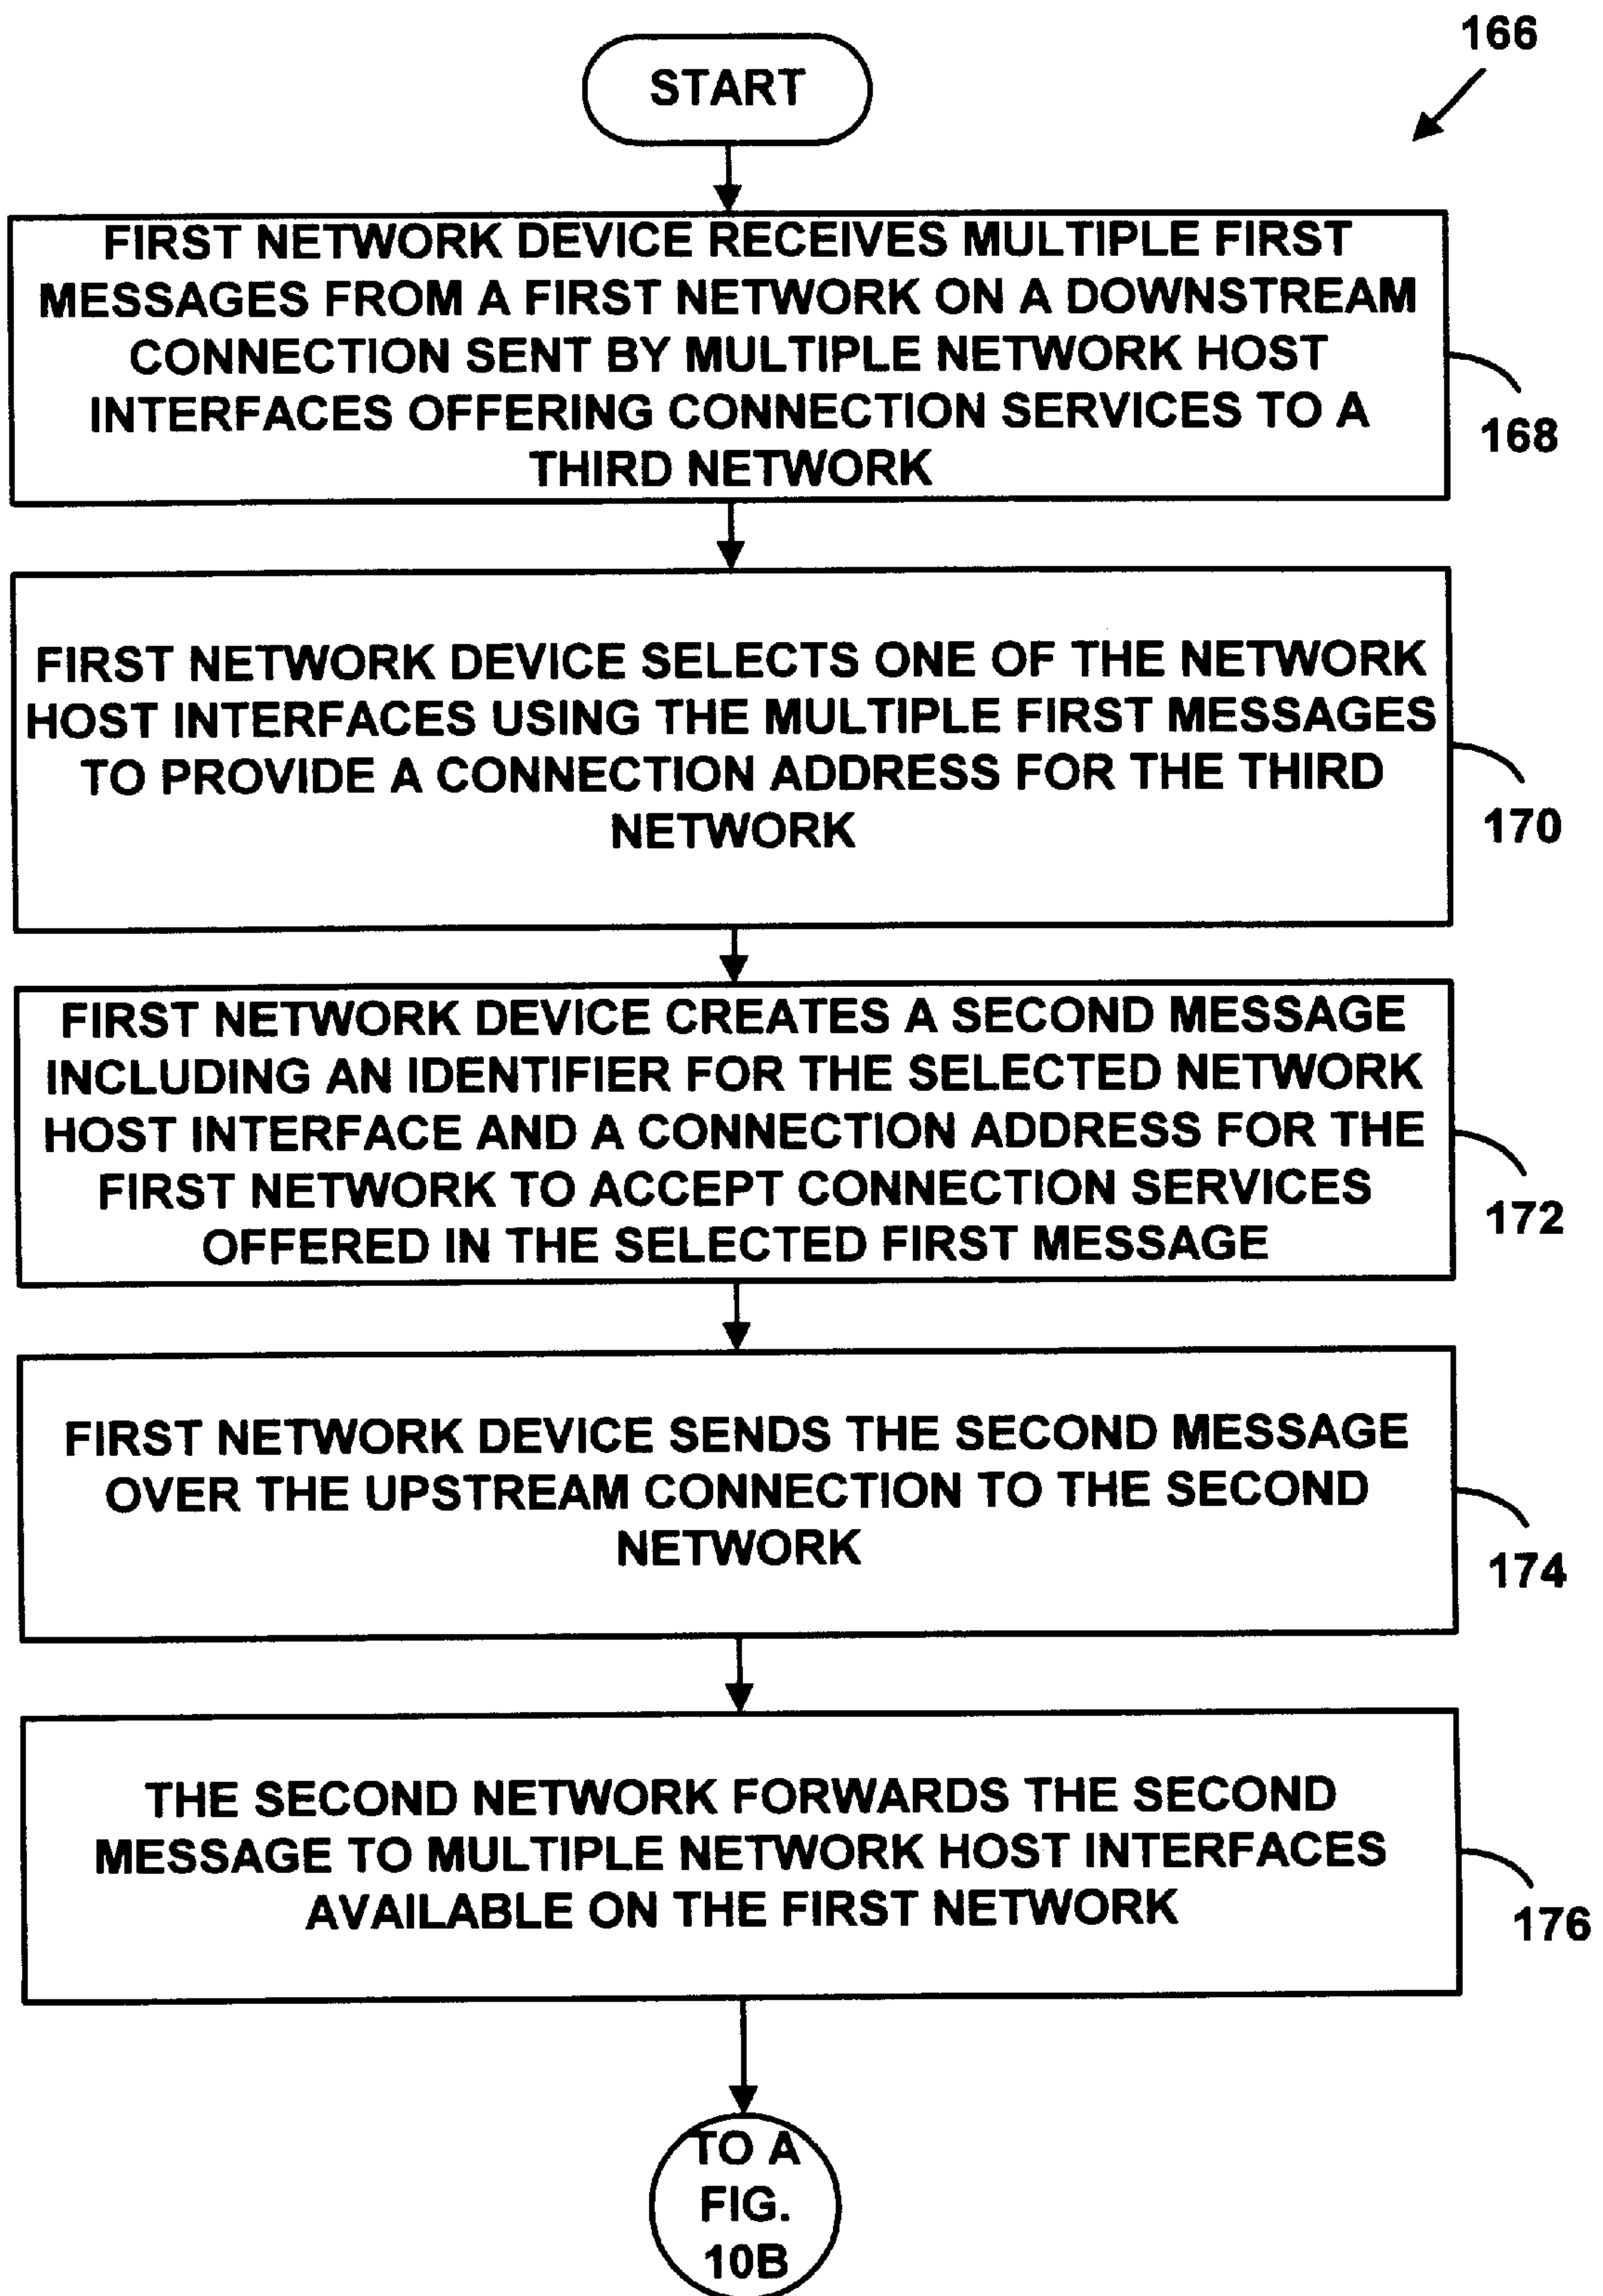 166
START
FIRST NETWORK DEVICE RECEIVES MULTIPLE FIRST
MESSAGES FROM A FIRST NETWORK ON A DOWNSTREAM
CONNECTION SENT BY MULTIPLE NETWORK HOST
INTERFACES OFFERING CONNECTION SERVICES TO A
THIRD NETWORK
168
FIRST NETWORK DEVICE SELECTS ONE OF THE NETWORK
HOST INTERFACES USING THE MULTIPLE FIRST MESSAGES
TO PROVIDE A CONNECTION ADDRESS FOR THE THIRD
NETWORK
170
FIRST NETWORK DEVICE CREATES A SECOND MESSAGE
INCLUDING AN IDENTIFIER FOR THE SELECTED NETWORK
HOST INTERFACE AND A CONNECTION ADDRESS FOR THE
FIRST NETWORK TO ACCEPT CONNECTION SERVICES
OFFERED IN THE SELECTED FIRST MESSAGE
172
FIRST NETWORK DEVICE SENDS THE SECOND MESSAGE
OVER THE UPSTREAM CONNECTION TO THE SECOND
NETWORK
174
THE SECOND NETWORK FORWARDS THE SECOND
MESSAGE TO MULTIPLE NETWORK HOST INTERFACES
AVAILABLE ON THE FIRST NETWORK
176
TO A
FIG.
10B